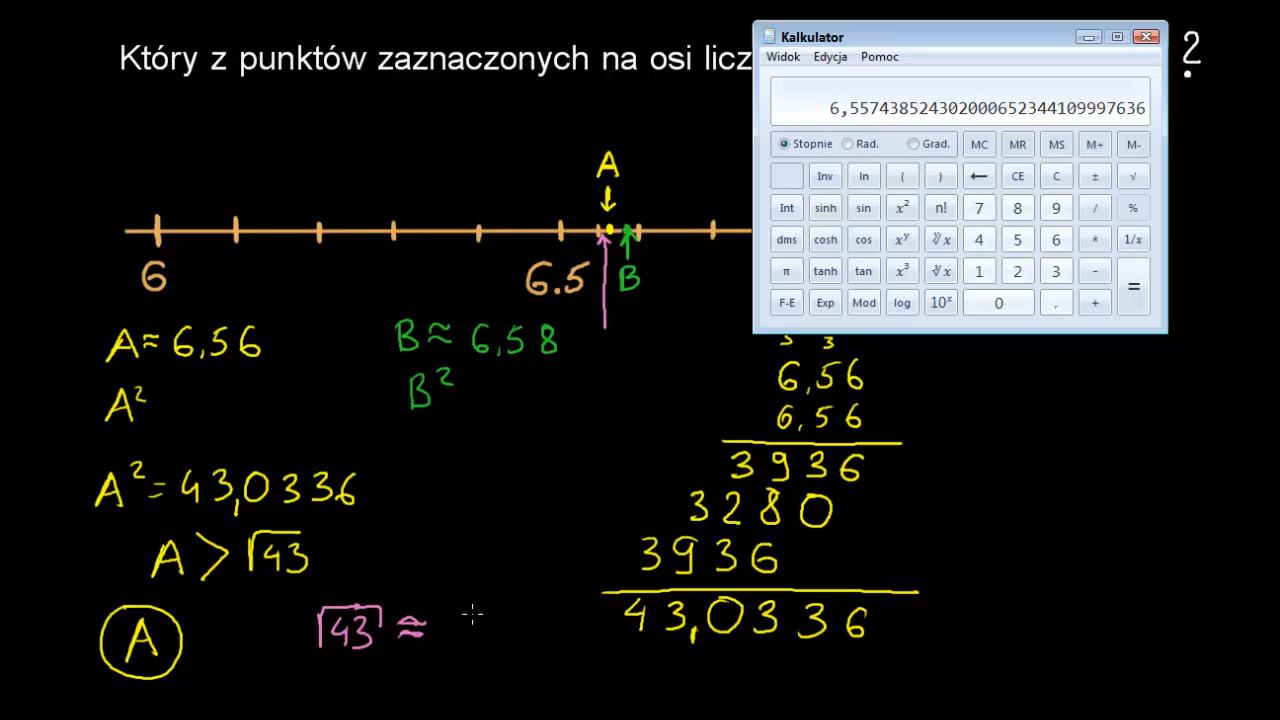 Który z punktów zaznaczonych na osi licz
?
Kalkulator
Widok Edycja Pomoc
6,5574385243020006523441099976​36
Stopnie Rad. Grad. MC MR MS M+ M-
Inv ln ( ) ← CE C ± √
Int sinh sin x² n! 7 8 9 / %
dms cosh cos xʸ ʸ√x 4 5 6 * 1/x
π tanh tan x³ ³√x 1 2 3 - =
F-E Exp Mod log 10ˣ 0 , +
A
6
6.5
B
A≈6,56
B≈6,58
A²
B²
A²=43,0336
A>√43
A
√43≈
6,56
6,56
3936
3280
3936
43,0336